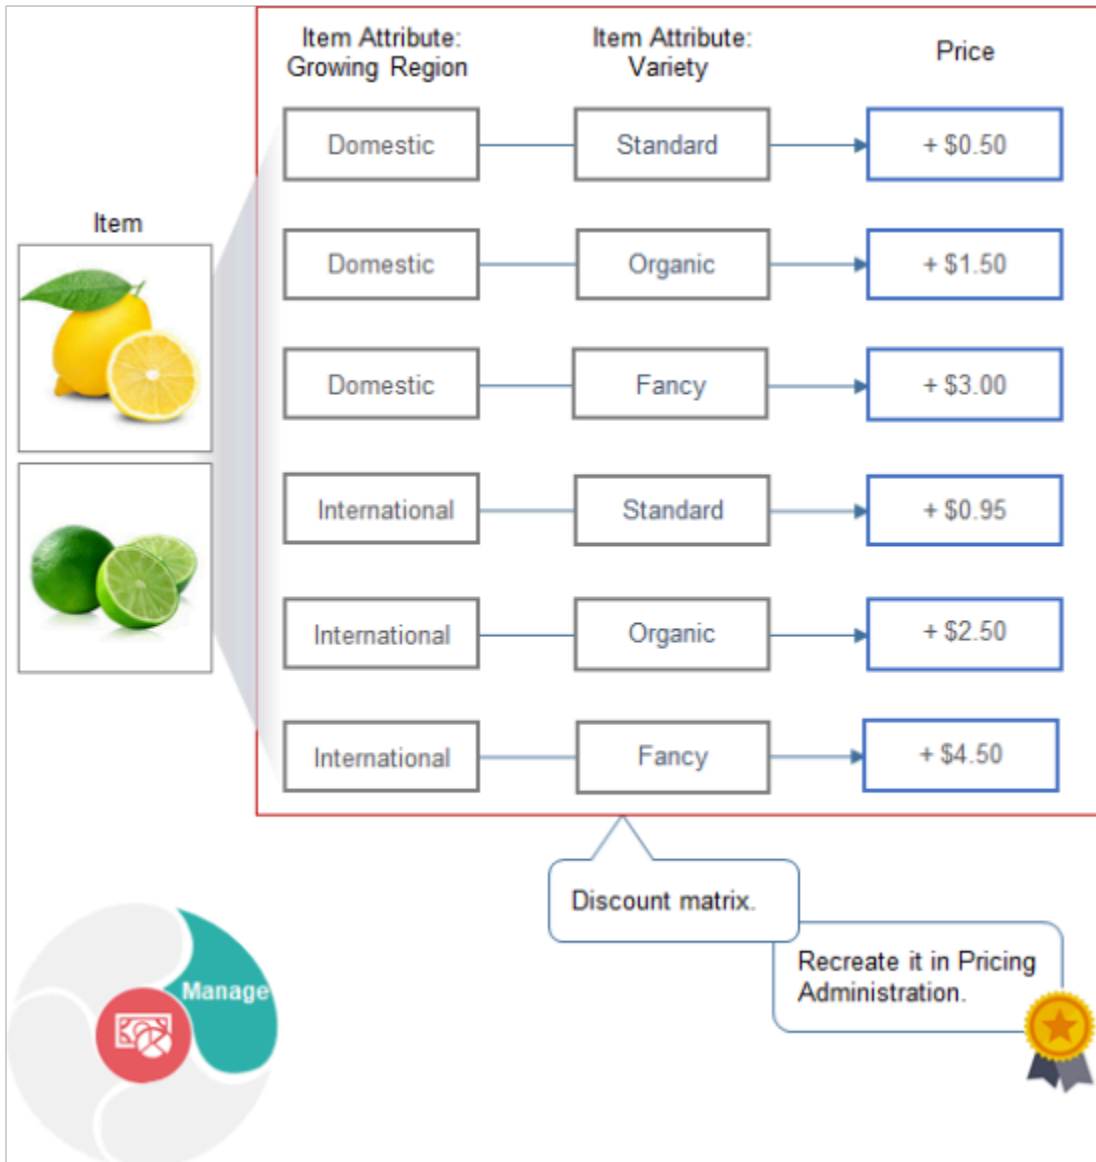 Item Attribute:
Growing Region
Item Attribute:
Variety
Price
Item
Domestic Standard + $0.50
Domestic Organic + $1.50
Domestic Fancy + $3.00
International Standard + $0.95
International Organic + $2.50
International Fancy + $4.50
Discount matrix.
Recreate it in Pricing
Administration.
Manage